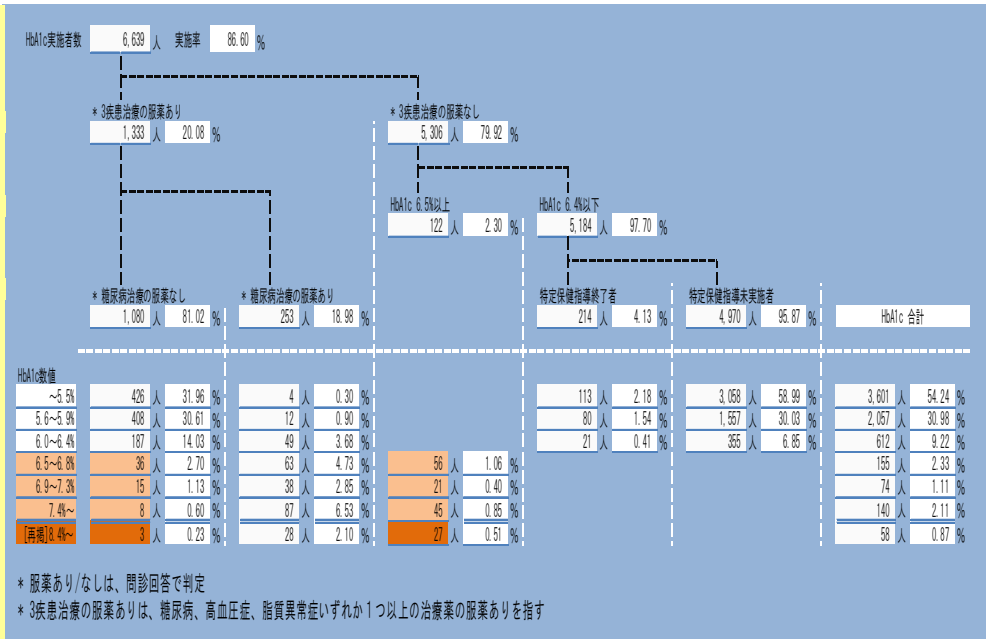 HbA1c実施者数 6,639 人 実施率 86.60 %
* 3疾患治療の服薬あり * 3疾患治療の服薬なし
1,333 人 20.08 % 5,306 人 79.92 %
HbA1c 6.5%以上 HbA1c 6.4%以下
122 人 2.30 % 5,184 人 97.70 %
* 糖尿病治療の服薬なし * 糖尿病治療の服薬あり 特定保健指導終了者 特定保健指導未実施者
1,080 人 81.02 % 253 人 18.98 % 214 人 4.13 % 4,970 人 95.87 % HbA1c 合計
HbA1c数値
～5.5% 426 人 31.96 % 4 人 0.30 % 113 人 2.18 % 3,058 人 58.99 % 3,601 人 54.24 %
5.6～5.9% 408 人 30.61 % 12 人 0.90 % 80 人 1.54 % 1,557 人 30.03 % 2,057 人 30.98 %
6.0～6.4% 187 人 14.03 % 49 人 3.68 % 21 人 0.41 % 355 人 6.85 % 612 人 9.22 %
6.5～6.8% 36 人 2.70 % 63 人 4.73 % 56 人 1.06 % 155 人 2.33 %
6.9～7.3% 15 人 1.13 % 38 人 2.85 % 21 人 0.40 % 74 人 1.11 %
7.4～ 8 人 0.60 % 87 人 6.53 % 45 人 0.85 % 140 人 2.11 %
[再掲]8.4%～ 3 人 0.23 % 28 人 2.10 % 27 人 0.51 % 58 人 0.87 %
* 服薬あり/なしは、問診回答で判定
* 3疾患治療の服薬ありは、糖尿病、高血圧症、脂質異常症いずれか１つ以上の治療薬の服薬ありを指す